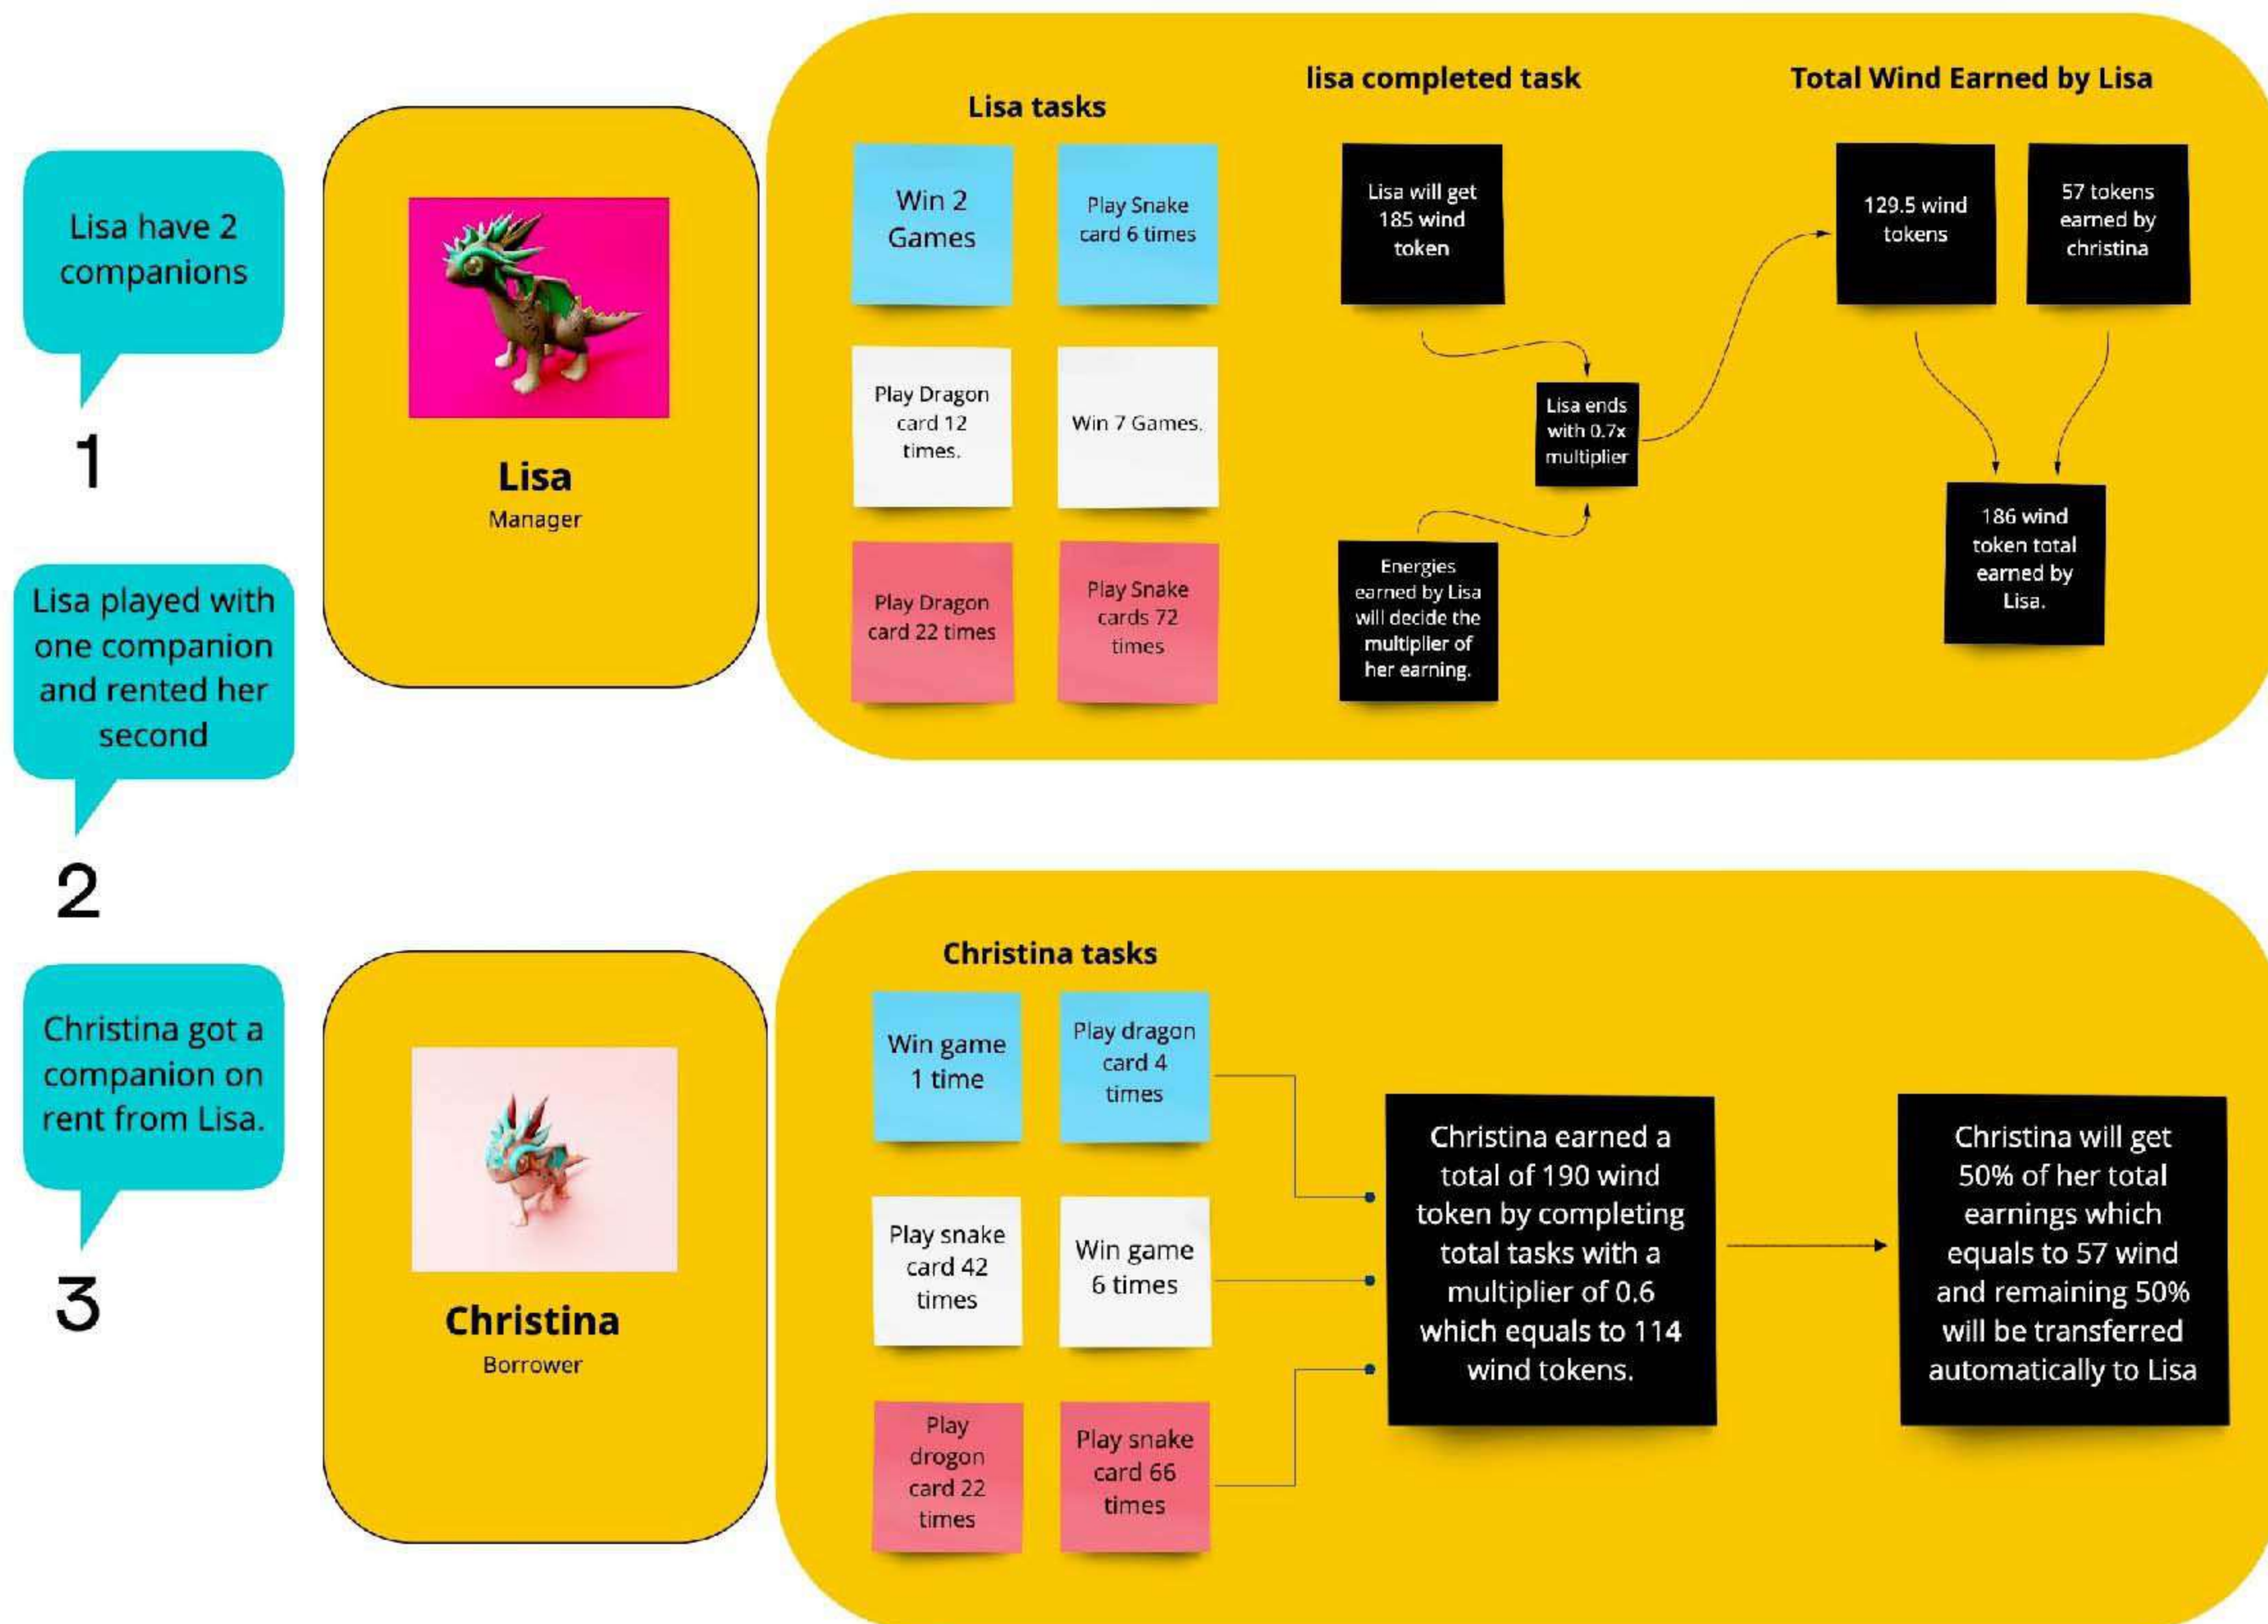 Lisa have 2
companions
1
Lisa played with
one companion
and rented her
second
2
Christina got a
companion on
rent from Lisa.
3
Lisa
Manager
Lisa tasks
Win 2
Games
Play Snake
card 6 times
Play Dragon
card 12
times.
Win 7 Games.
Play Dragon
card 22 times
Play Snake
cards 72
times
lisa completed task
Lisa will get
185 wind
token
Lisa ends
with 0.7x
multiplier
Energies
earned by Lisa
will decide the
multiplier of
her earning.
Total Wind Earned by Lisa
129.5 wind
tokens
57 tokens
earned by
christina
186 wind
token total
earned by
Lisa.
Christina
Borrower
Christina tasks
Win game
1 time
Play dragon
card 4
times
Play snake
card 42
times
Win game
6 times
Play
drogon
card 22
times
Play snake
card 66
times
Christina earned a
total of 190 wind
token by completing
total tasks with a
multiplier of 0.6
which equals to 114
wind tokens.
Christina will get
50% of her total
earnings which
equals to 57 wind
and remaining 50%
will be transferred
automatically to Lisa